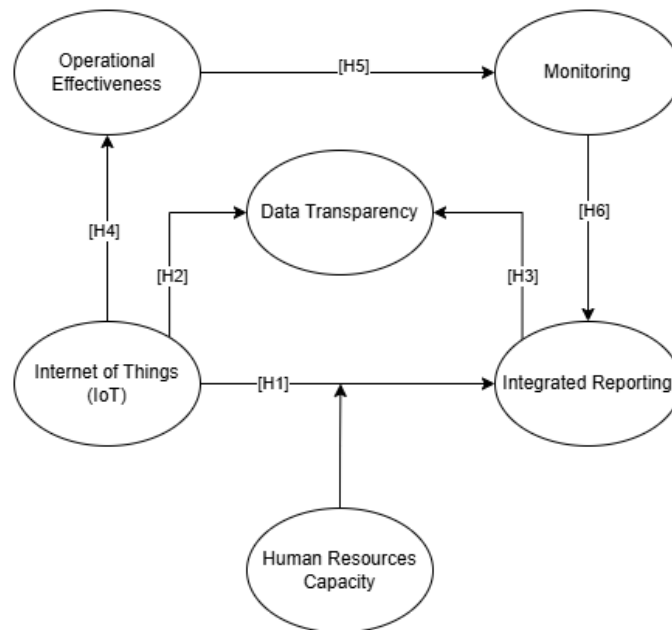 Operational
Effectiveness
[H5]
Monitoring
Data Transparency
[H4]
[H2]
[H3]
[H6]
Internet of Things
(IoT)
[H1]
Integrated Reporting
Human Resources
Capacity